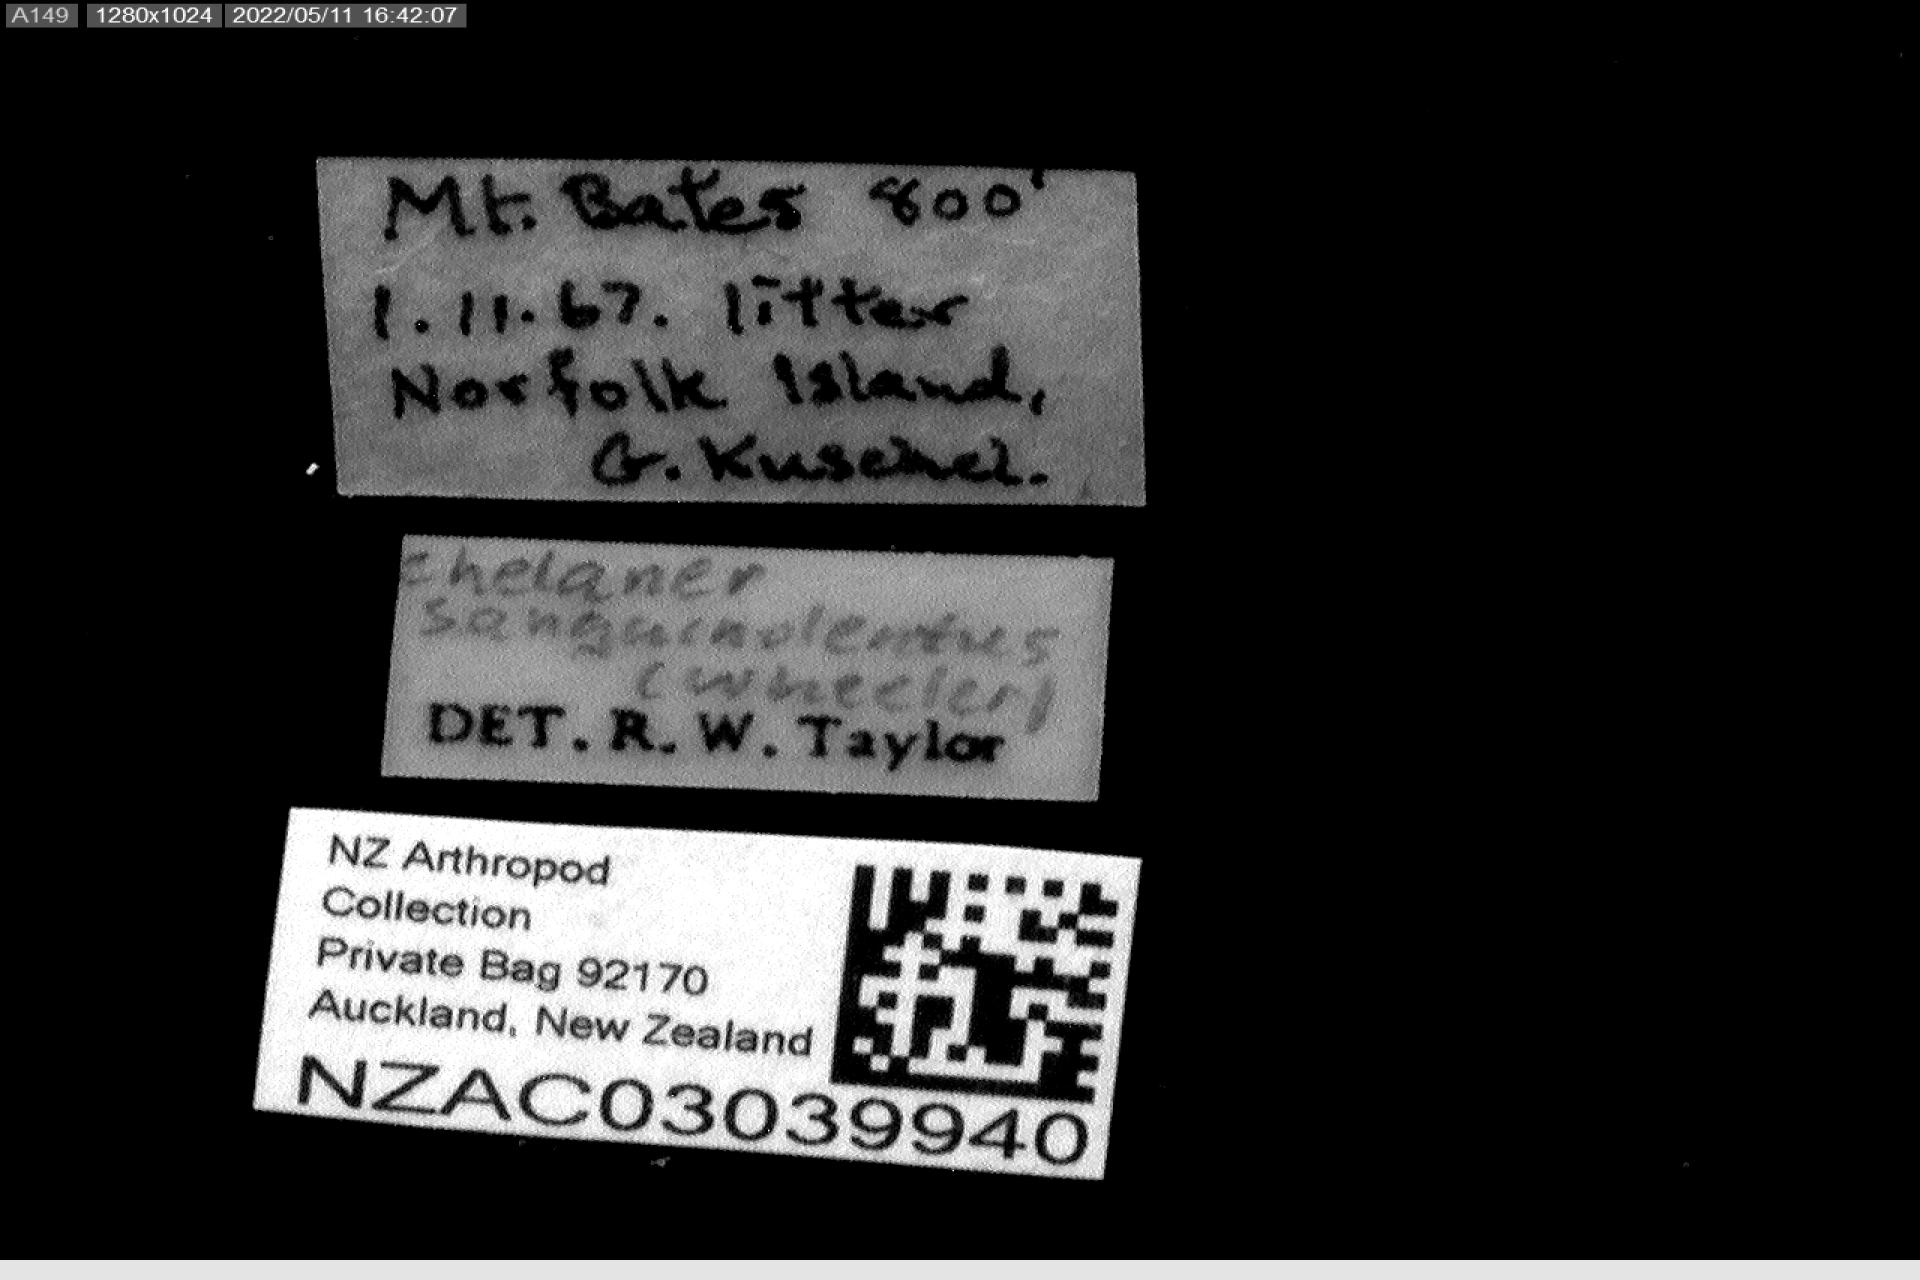 A149 1280x1024 2022/05/11 16:42:07
Mt. Bates 800'
1.11.67. litter
Norfolk Island,
G. Kuschel.
chelaner
sanguinolentus
(wheeler)
DET. R. W. Taylor
NZ Arthropod
Collection
Private Bag 92170
Auckland, New Zealand
NZAC03039940